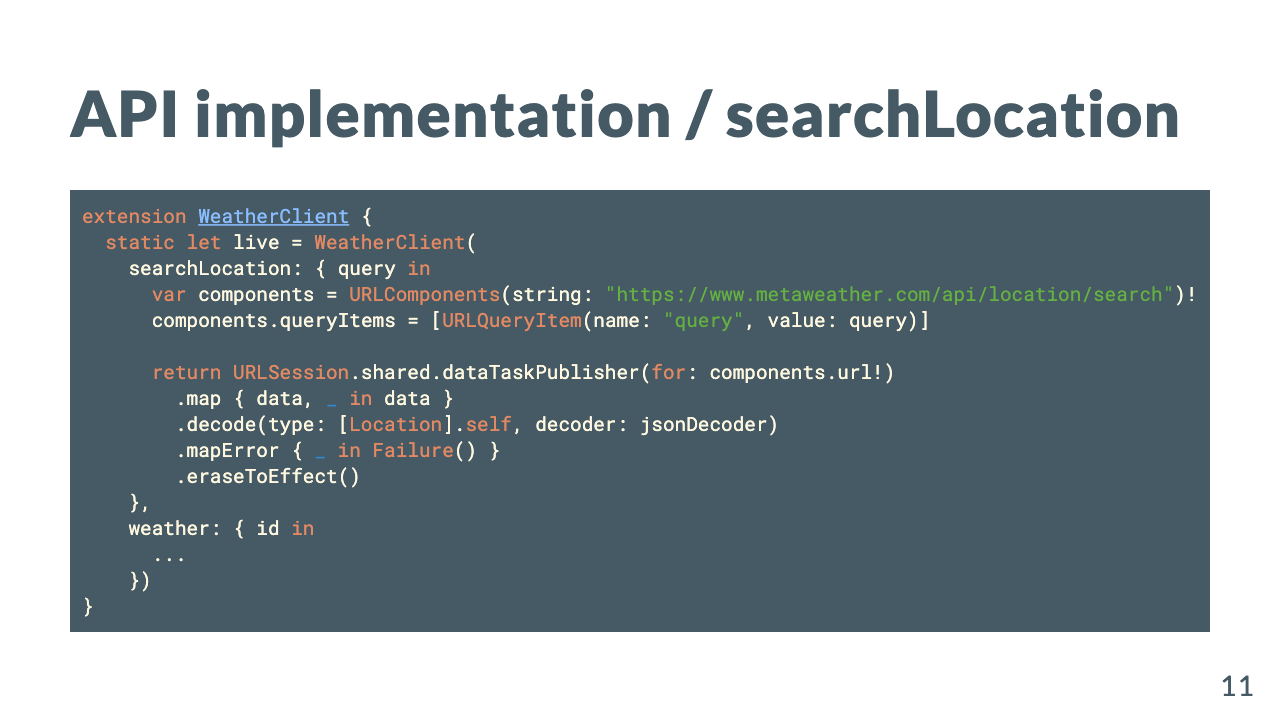 API implementation / searchLocation
extension WeatherClient {
  static let live = WeatherClient(
    searchLocation: { query in
      var components = URLComponents(string: "https://www.metaweather.com/api/location/search")!
      components.queryItems = [URLQueryItem(name: "query", value: query)]

      return URLSession.shared.dataTaskPublisher(for: components.url!)
        .map { data, _ in data }
        .decode(type: [Location].self, decoder: jsonDecoder)
        .mapError { _ in Failure() }
        .eraseToEffect()
    },
    weather: { id in
      ...
    })
}
11